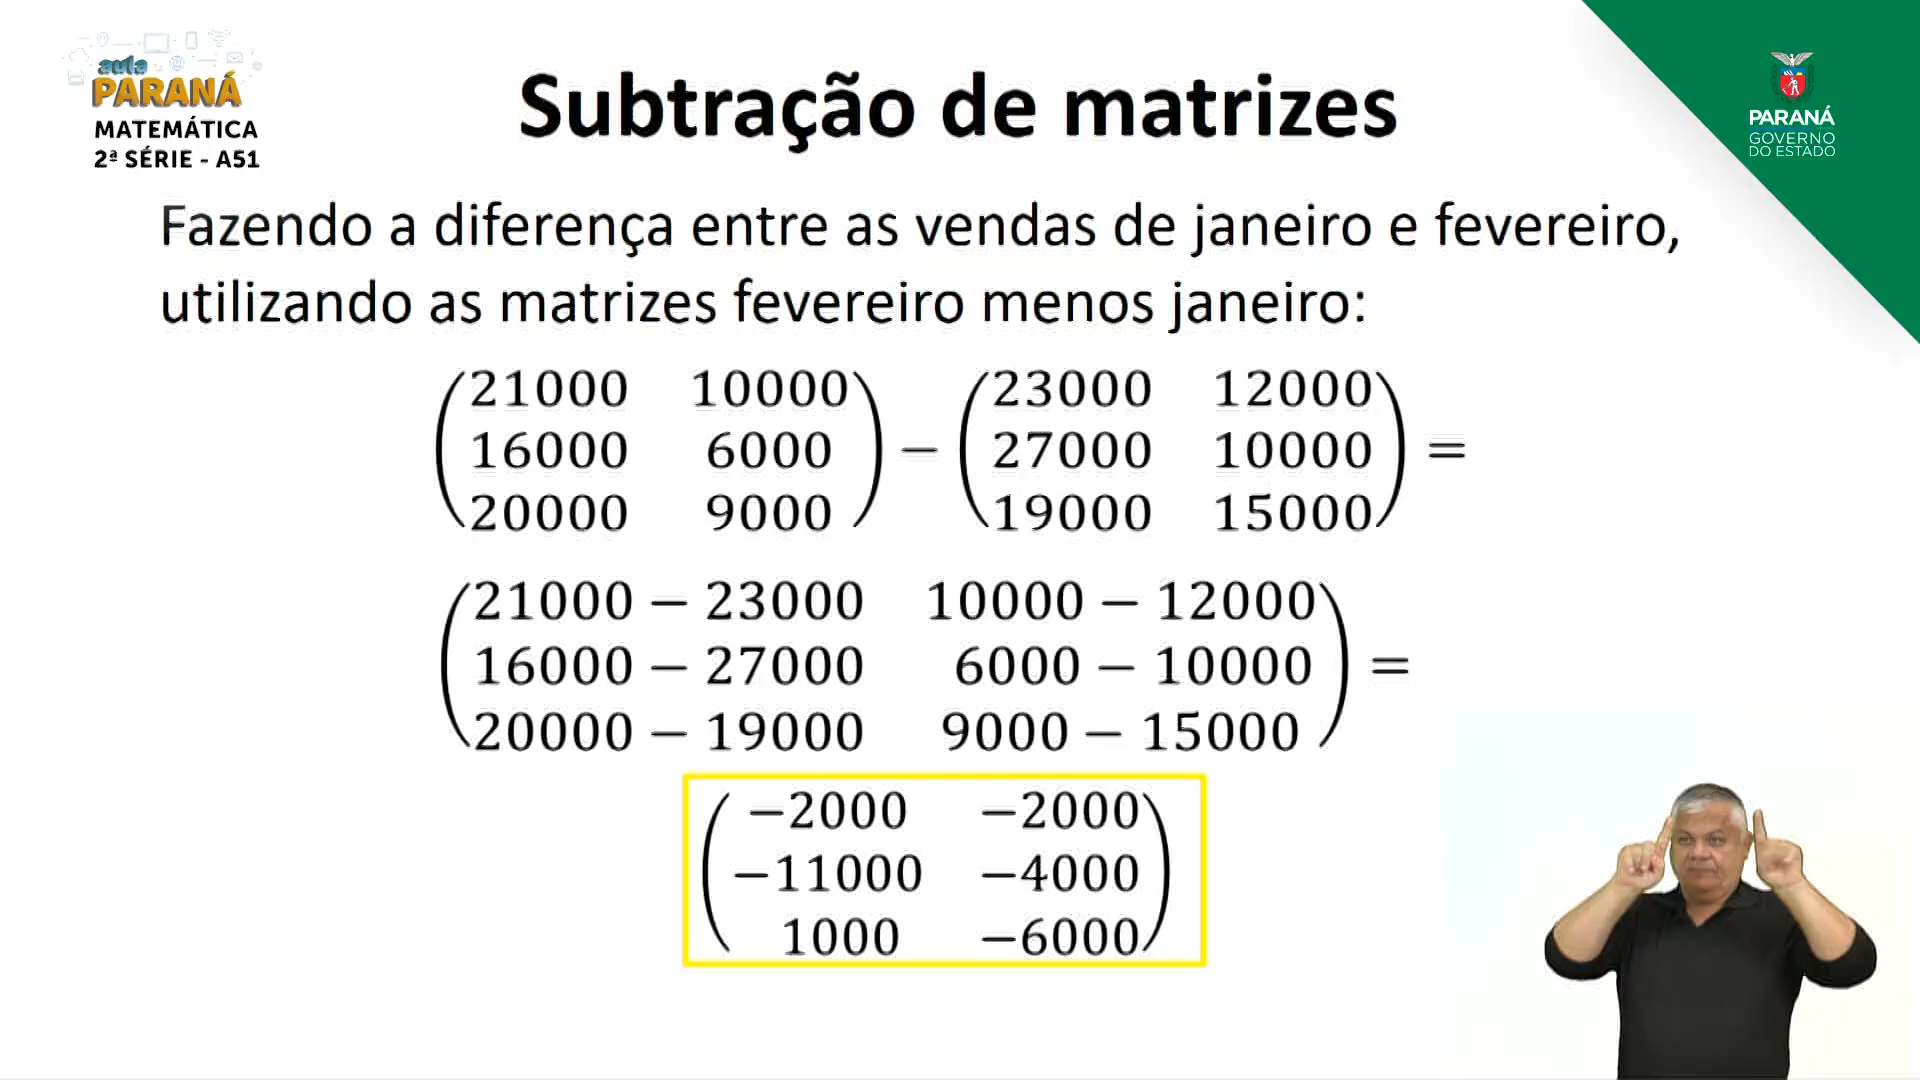 aula
PARANÁ
MATEMÁTICA
2ª SÉRIE - A51
Subtração de matrizes
PARANÁ
GOVERNO
DO ESTADO
Fazendo a diferença entre as vendas de janeiro e fevereiro,
utilizando as matrizes fevereiro menos janeiro:
21000 10000 23000 12000
16000 6000 − 27000 10000 =
20000 9000 19000 15000
21000 − 23000 10000 − 12000
16000 − 27000 6000 − 10000 =
20000 − 19000 9000 − 15000
−2000 −2000
−11000 −4000
1000 −6000